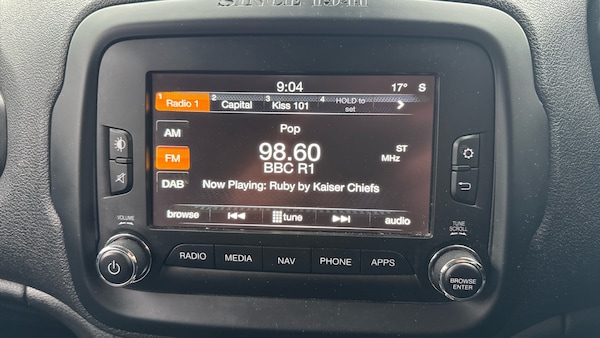 SINCE 1941
9:04 17° S
1 Radio 1 2 Capital 3 Kiss 101 4 HOLD to set
AM
Pop
FM
98.60 ST MHz
BBC R1
DAB
Now Playing: Ruby by Kaiser Chiefs
browse tune audio
VOLUME
TUNE SCROLL
RADIO MEDIA NAV PHONE APPS
BROWSE ENTER